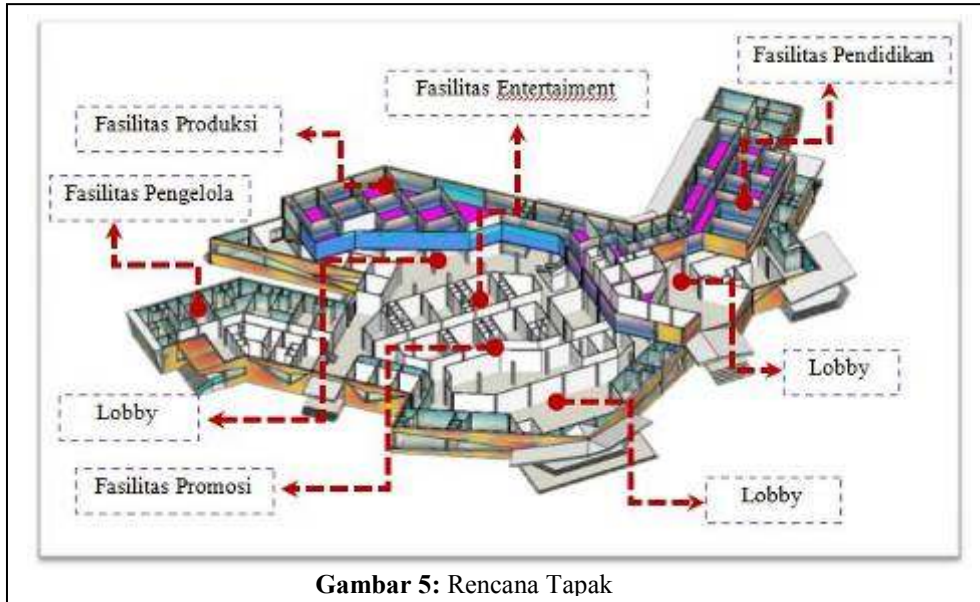 Fasilitas Pendidikan
Fasilitas Entertaiment
Fasilitas Produksi
Fasilitas Pengelola
Lobby
Lobby
Fasilitas Promosi
Lobby
Gambar 5: Rencana Tapak